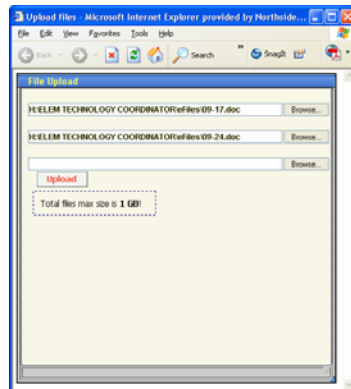 Upload files - Microsoft Internet Explorer provided by Northside...
File Edit View Favorites Tools Help
Back Search SnagIt
File Upload
H:\ELEM TECHNOLOGY COORDINATOR\eFiles\09-17.doc Browse...
H:\ELEM TECHNOLOGY COORDINATOR\eFiles\09-24.doc Browse...
Browse...
Upload
Total files max size is 1 GB!